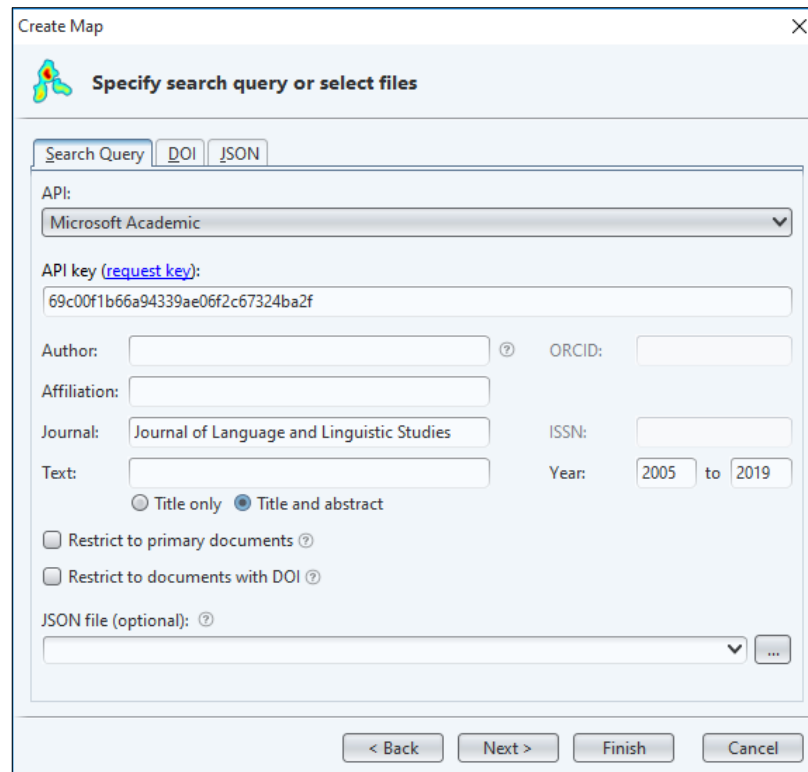 Create Map
Specify search query or select files
Search Query DOI JSON
API:
Microsoft Academic
API key (request key):
69c00f1b66a94339ae06f2c67324ba2f
Author: ? ORCID:
Affiliation:
Journal: Journal of Language and Linguistic Studies ISSN:
Text: Year: 2005 to 2019
Title only Title and abstract
Restrict to primary documents ?
Restrict to documents with DOI ?
JSON file (optional): ?
...
< Back Next > Finish Cancel